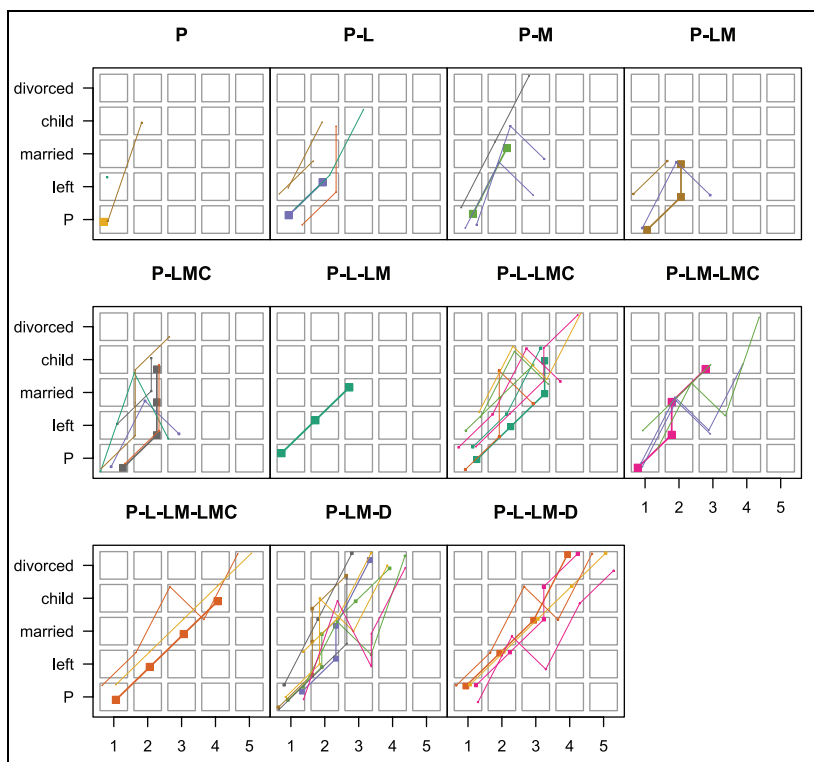 P P-L P-M P-LM
divorced
child
married
left
P
P-LMC P-L-LM P-L-LMC P-LM-LMC
divorced
child
married
left
P
1 2 3 4 5
P-L-LM-LMC P-LM-D P-L-LM-D
divorced
child
married
left
P
1 2 3 4 5 1 2 3 4 5 1 2 3 4 5